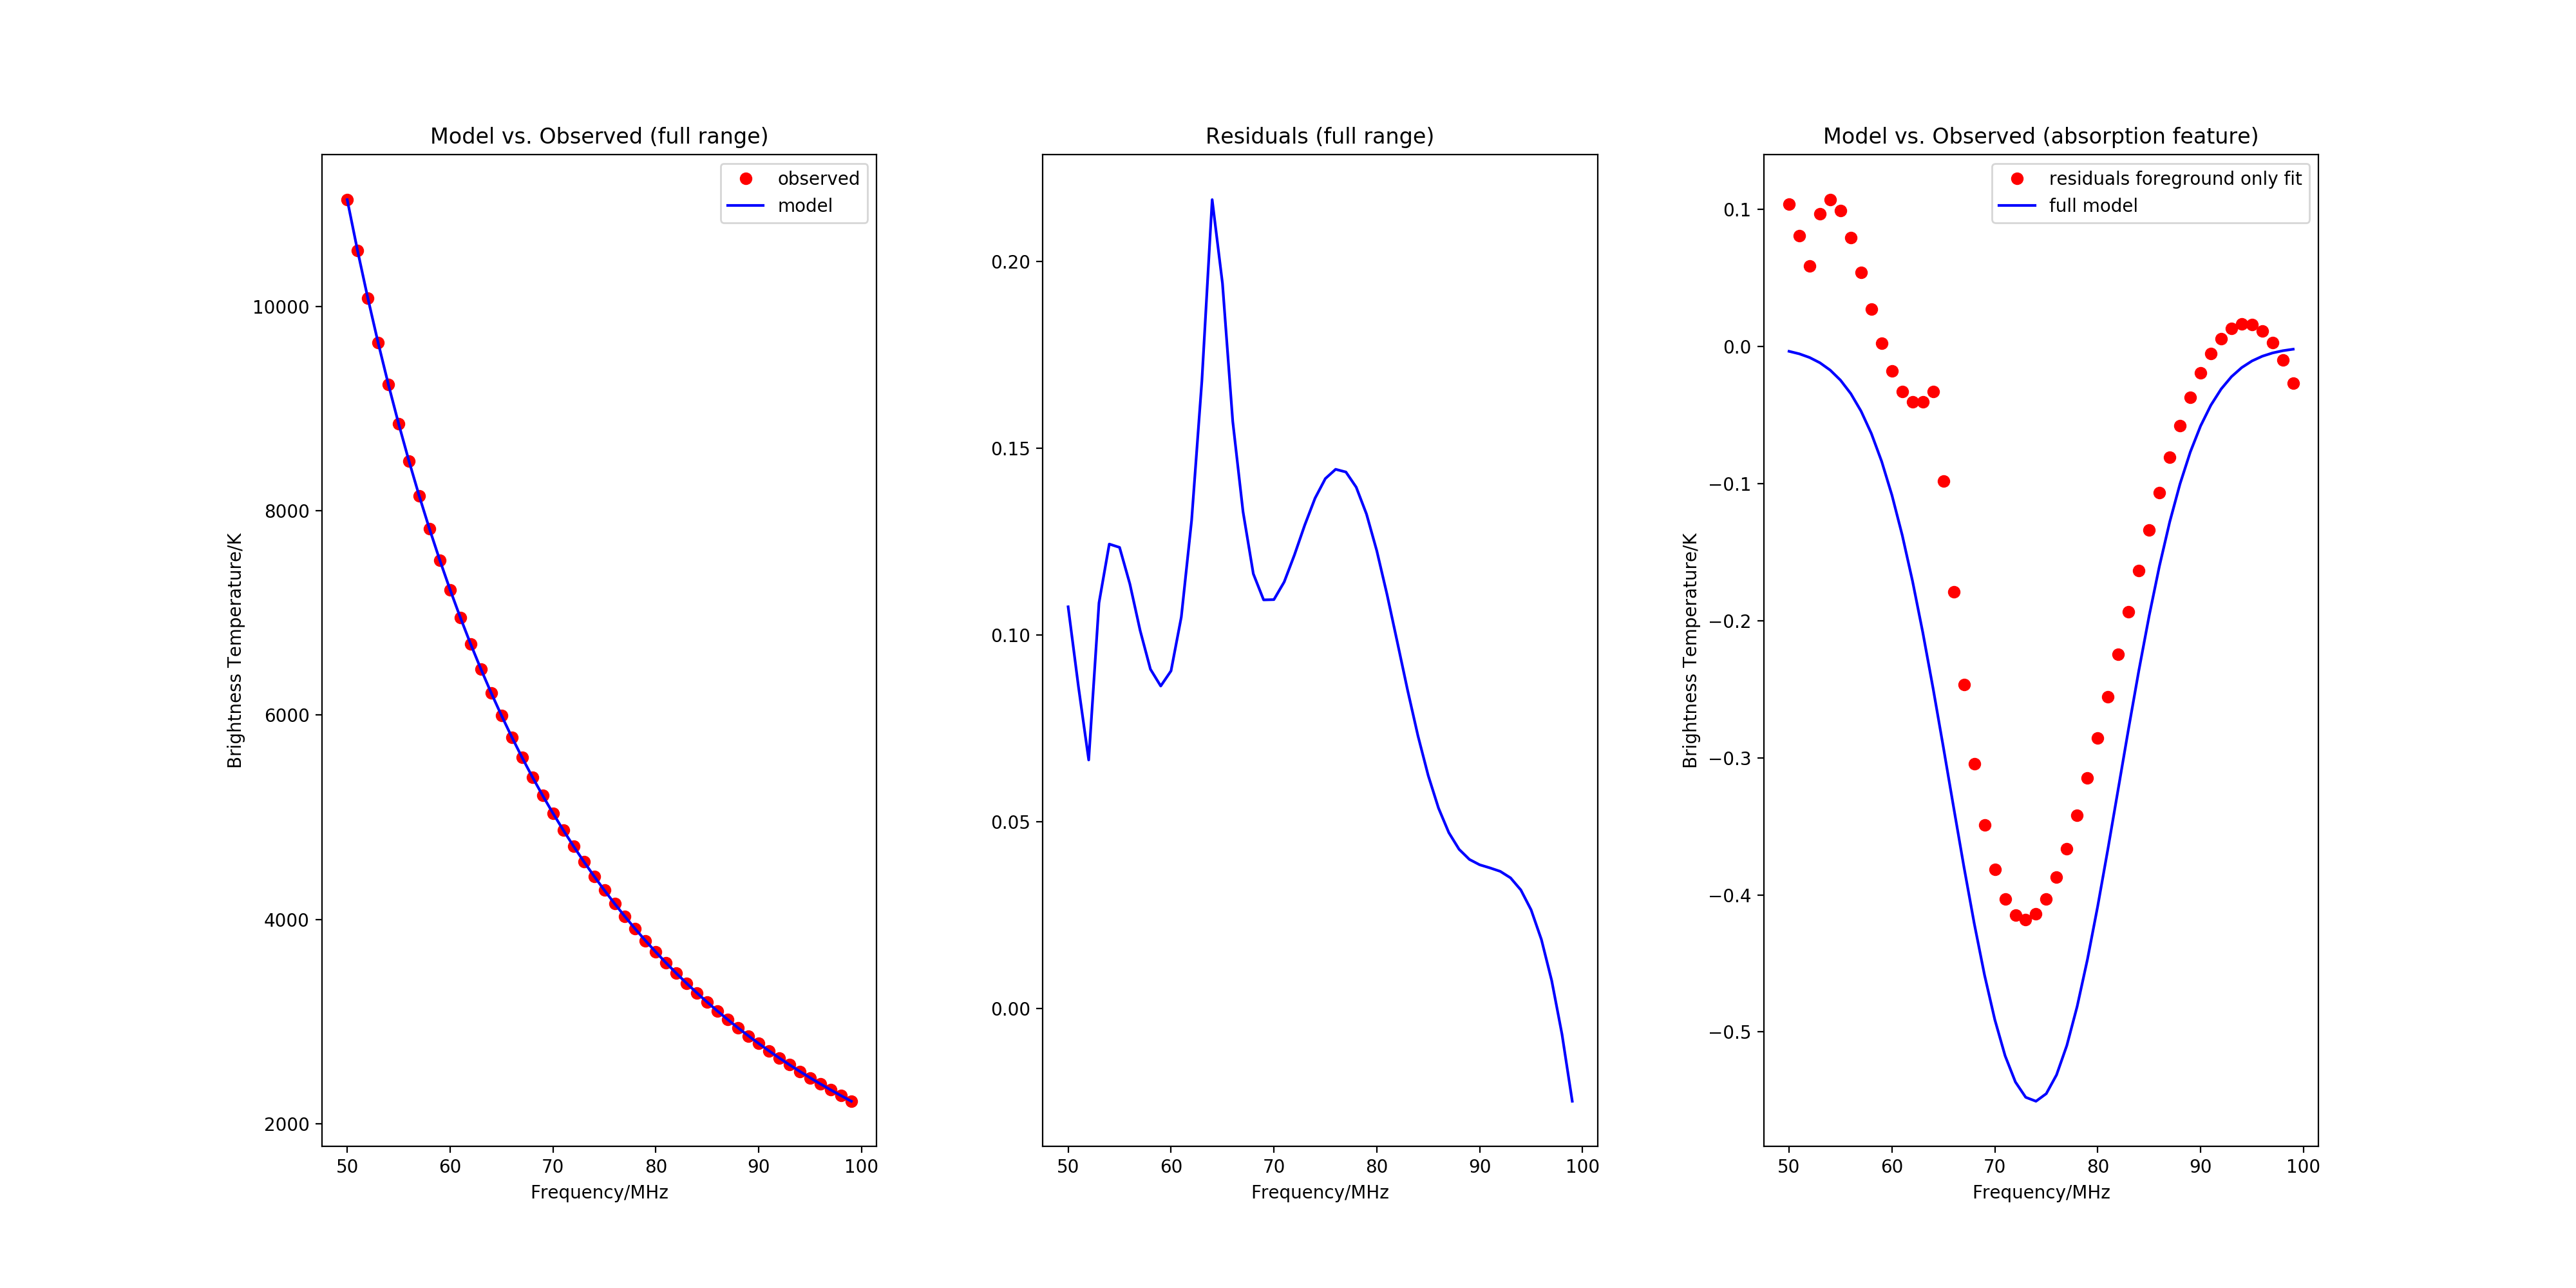 Model vs. Observed (full range)
observed
model
10000
8000
6000
4000
2000
Brightness Temperature/K
50 60 70 80 90 100
Frequency/MHz
Residuals (full range)
0.20
0.15
0.10
0.05
0.00
50 60 70 80 90 100
Frequency/MHz
Model vs. Observed (absorption feature)
residuals foreground only fit
full model
0.1
0.0
−0.1
−0.2
−0.3
−0.4
−0.5
Brightness Temperature/K
50 60 70 80 90 100
Frequency/MHz